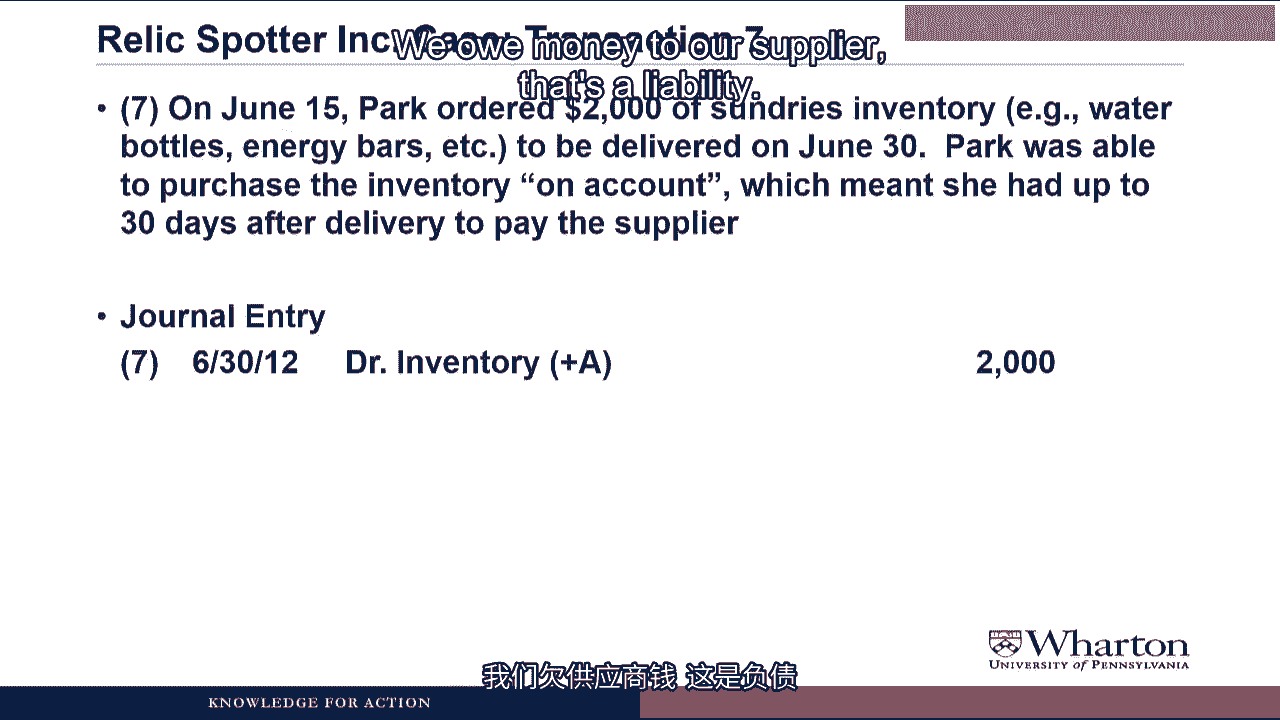 Relic Spotter Inc. Case: Transaction 7
We owe money to our supplier,
that's a liability.
• (7) On June 15, Park ordered $2,000 of sundries inventory (e.g., water
bottles, energy bars, etc.) to be delivered on June 30. Park was able
to purchase the inventory “on account”, which meant she had up to
30 days after delivery to pay the supplier
• Journal Entry
(7) 6/30/12 Dr. Inventory (+A) 2,000
Wharton
UNIVERSITY of PENNSYLVANIA
我们欠供应商钱 这是负债
KNOWLEDGE FOR ACTION